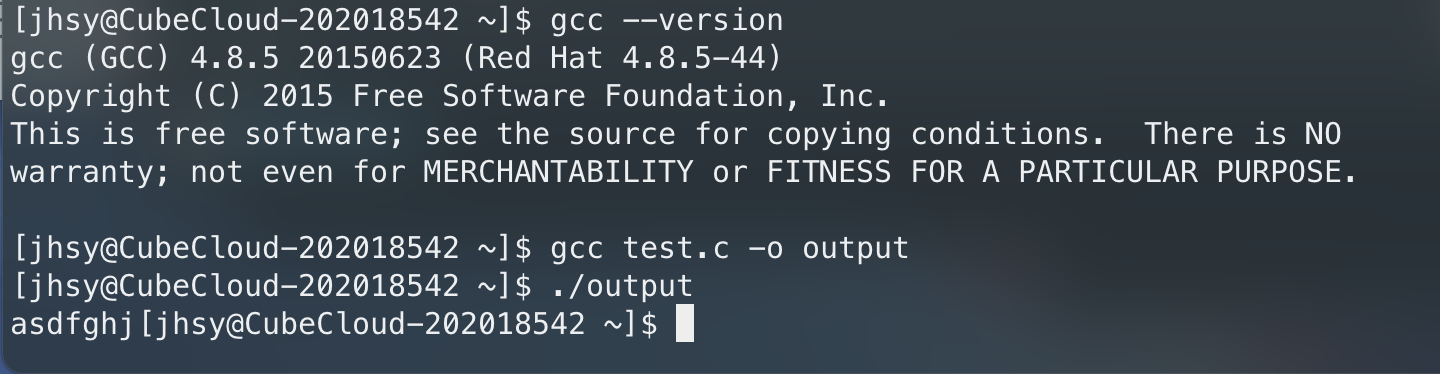 [jhsy@CubeCloud-202018542 ~]$ gcc --version
gcc (GCC) 4.8.5 20150623 (Red Hat 4.8.5-44)
Copyright (C) 2015 Free Software Foundation, Inc.
This is free software; see the source for copying conditions.  There is NO
warranty; not even for MERCHANTABILITY or FITNESS FOR A PARTICULAR PURPOSE.
[jhsy@CubeCloud-202018542 ~]$ gcc test.c -o output
[jhsy@CubeCloud-202018542 ~]$ ./output
asdfghj[jhsy@CubeCloud-202018542 ~]$